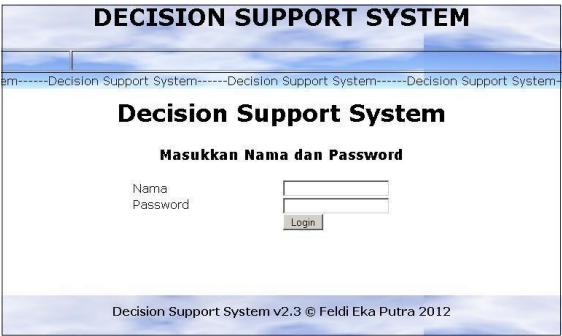 DECISION SUPPORT SYSTEM
em------Decision Support System------Decision Support System------Decision Support System-
Decision Support System
Masukkan Nama dan Password
Nama
Password
Login
Decision Support System v2.3 © Feldi Eka Putra 2012